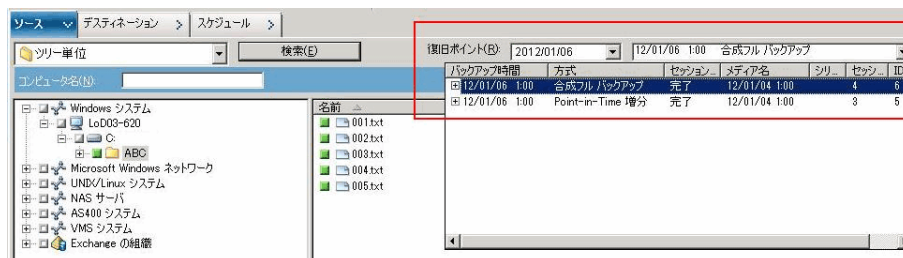 ソース デスティネーション スケジュール
ツリー単位 検索(E) 復旧ポイント(R): 2012/01/06 12/01/06 1:00 合成フル バックアップ
コンピュータ名(N):
バックアップ時間 方式 セッション... メディア名 シリ... セッシ... ID
12/01/06 1:00 合成フル バックアップ 完了 12/01/04 1:00 4 6
12/01/06 1:00 Point-in-Time 増分 完了 12/01/04 1:00 3 5
Windows システム
LoD03-620
C:
ABC
Microsoft Windows ネットワーク
UNIX/Linux システム
NAS サーバ
AS400 システム
VMS システム
Exchange の組織
名前
001.txt
002.txt
003.txt
004.txt
005.txt